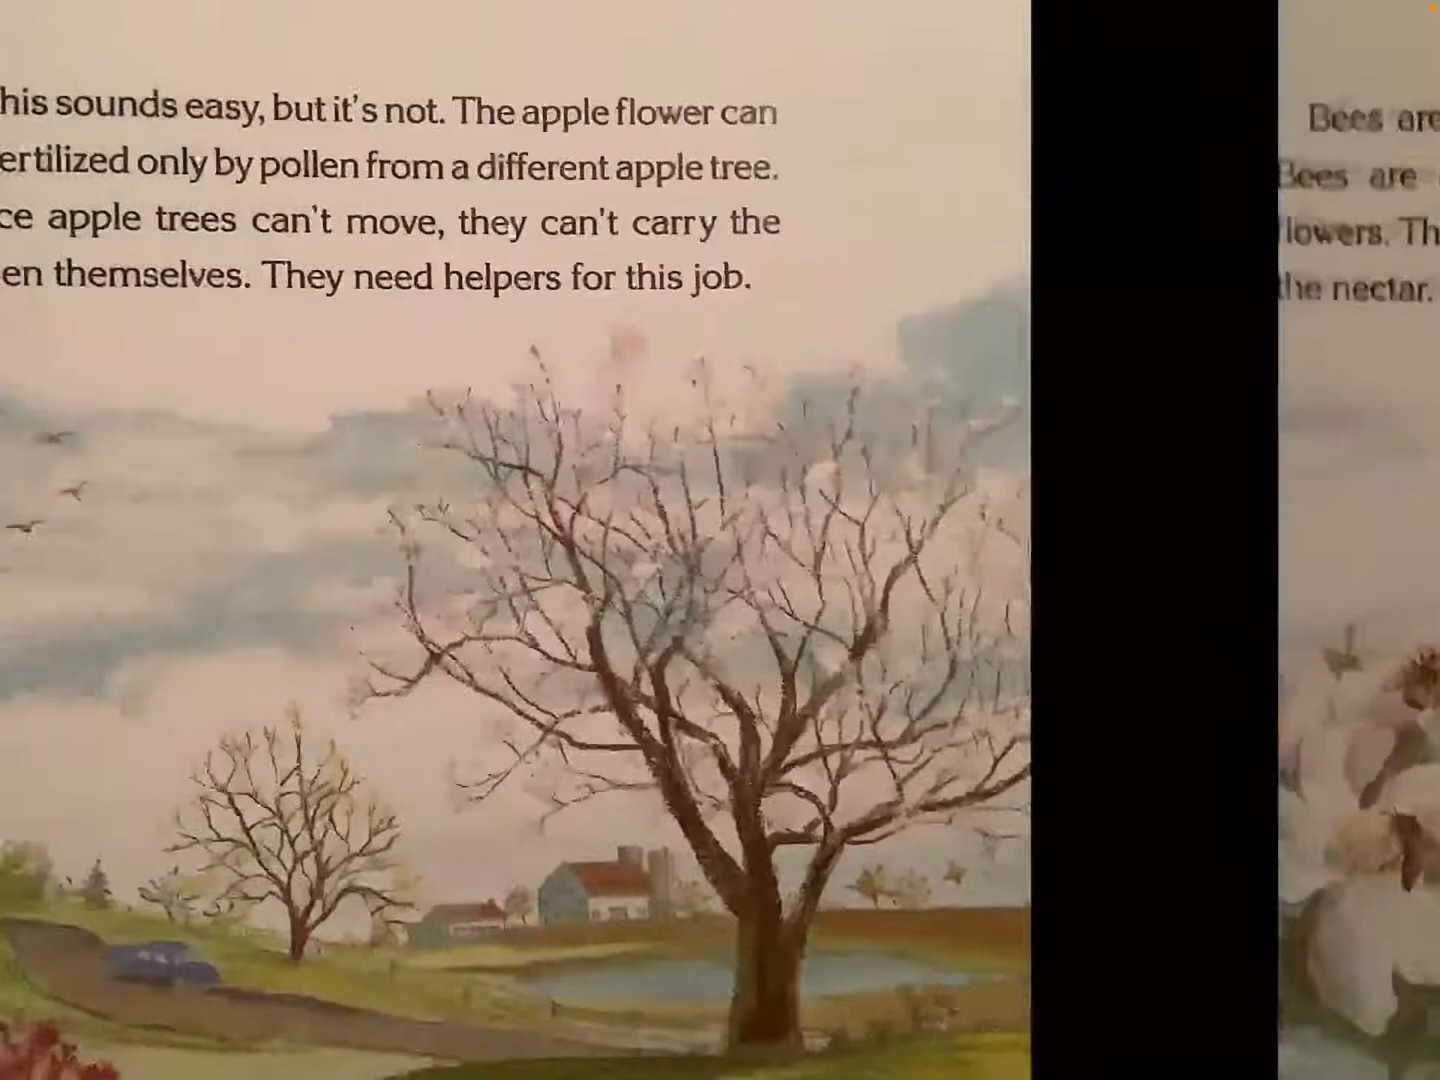 his sounds easy, but it's not. The apple flower can
ertilized only by pollen from a different apple tree.
ce apple trees can't move, they can't carry the
en themselves. They need helpers for this job.
Bees are
Bees are
flowers. Th
the nectar.